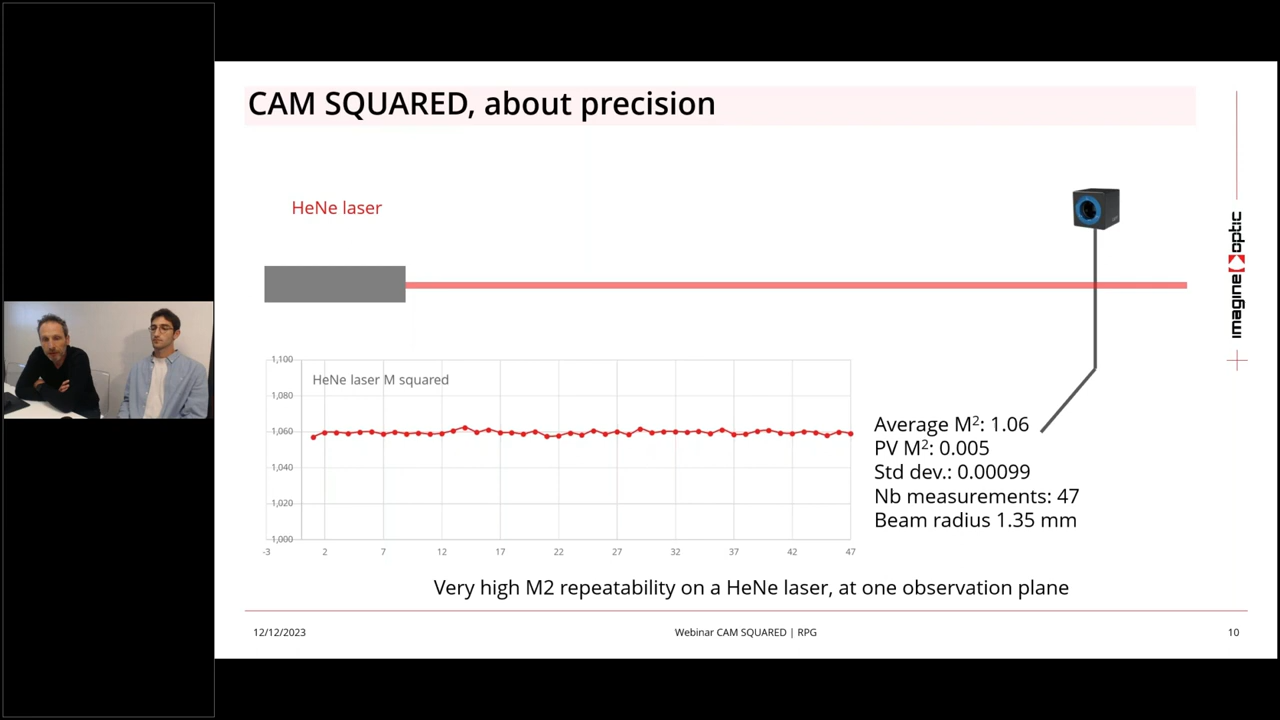 CAM SQUARED, about precision
HeNe laser
imagine optic
1,100
HeNe laser M squared
1,080
1,060
1,040
1,020
1,000
-3 2 7 12 17 22 27 32 37 42 47
Average M²: 1.06
PV M²: 0.005
Std dev.: 0.00099
Nb measurements: 47
Beam radius 1.35 mm
Very high M2 repeatability on a HeNe laser, at one observation plane
12/12/2023
Webinar CAM SQUARED | RPG
10